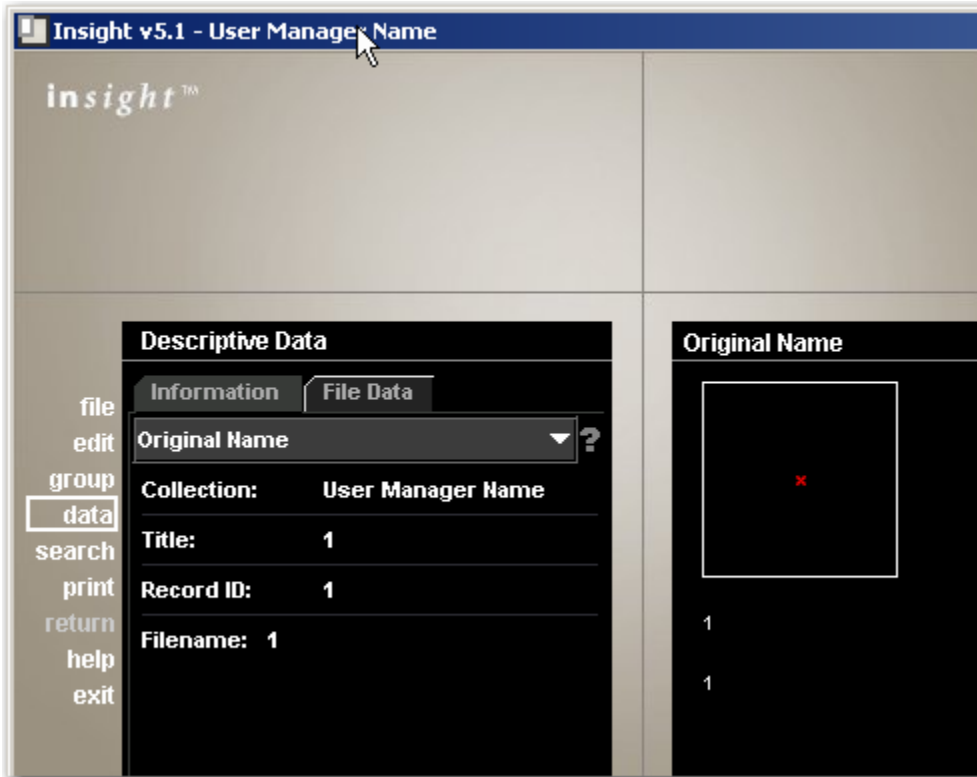 Insight v5.1 - User Manager Name
insight™
Descriptive Data
Information File Data
Original Name ?
Collection: User Manager Name
Title: 1
Record ID: 1
Filename: 1
file
edit
group
data
search
print
return
help
exit
Original Name
1
1